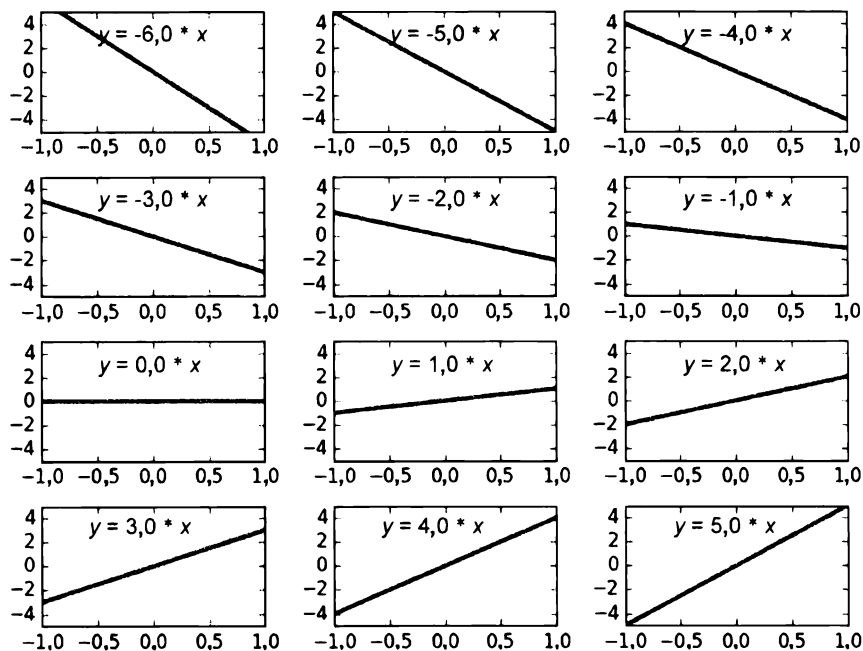 4
2
0
−2
−4
y = -6,0 * x
−1,0 −0,5 0,0 0,5 1,0
4
2
0
−2
−4
y = -5,0 * x
−1,0 −0,5 0,0 0,5 1,0
4
2
0
−2
−4
y = -4,0 * x
−1,0 −0,5 0,0 0,5 1,0
4
2
0
−2
−4
y = -3,0 * x
−1,0 −0,5 0,0 0,5 1,0
4
2
0
−2
−4
y = -2,0 * x
−1,0 −0,5 0,0 0,5 1,0
4
2
0
−2
−4
y = -1,0 * x
−1,0 −0,5 0,0 0,5 1,0
4
2
0
−2
−4
y = 0,0 * x
−1,0 −0,5 0,0 0,5 1,0
4
2
0
−2
−4
y = 1,0 * x
−1,0 −0,5 0,0 0,5 1,0
4
2
0
−2
−4
y = 2,0 * x
−1,0 −0,5 0,0 0,5 1,0
4
2
0
−2
−4
y = 3,0 * x
−1,0 −0,5 0,0 0,5 1,0
4
2
0
−2
−4
y = 4,0 * x
−1,0 −0,5 0,0 0,5 1,0
4
2
0
−2
−4
y = 5,0 * x
−1,0 −0,5 0,0 0,5 1,0